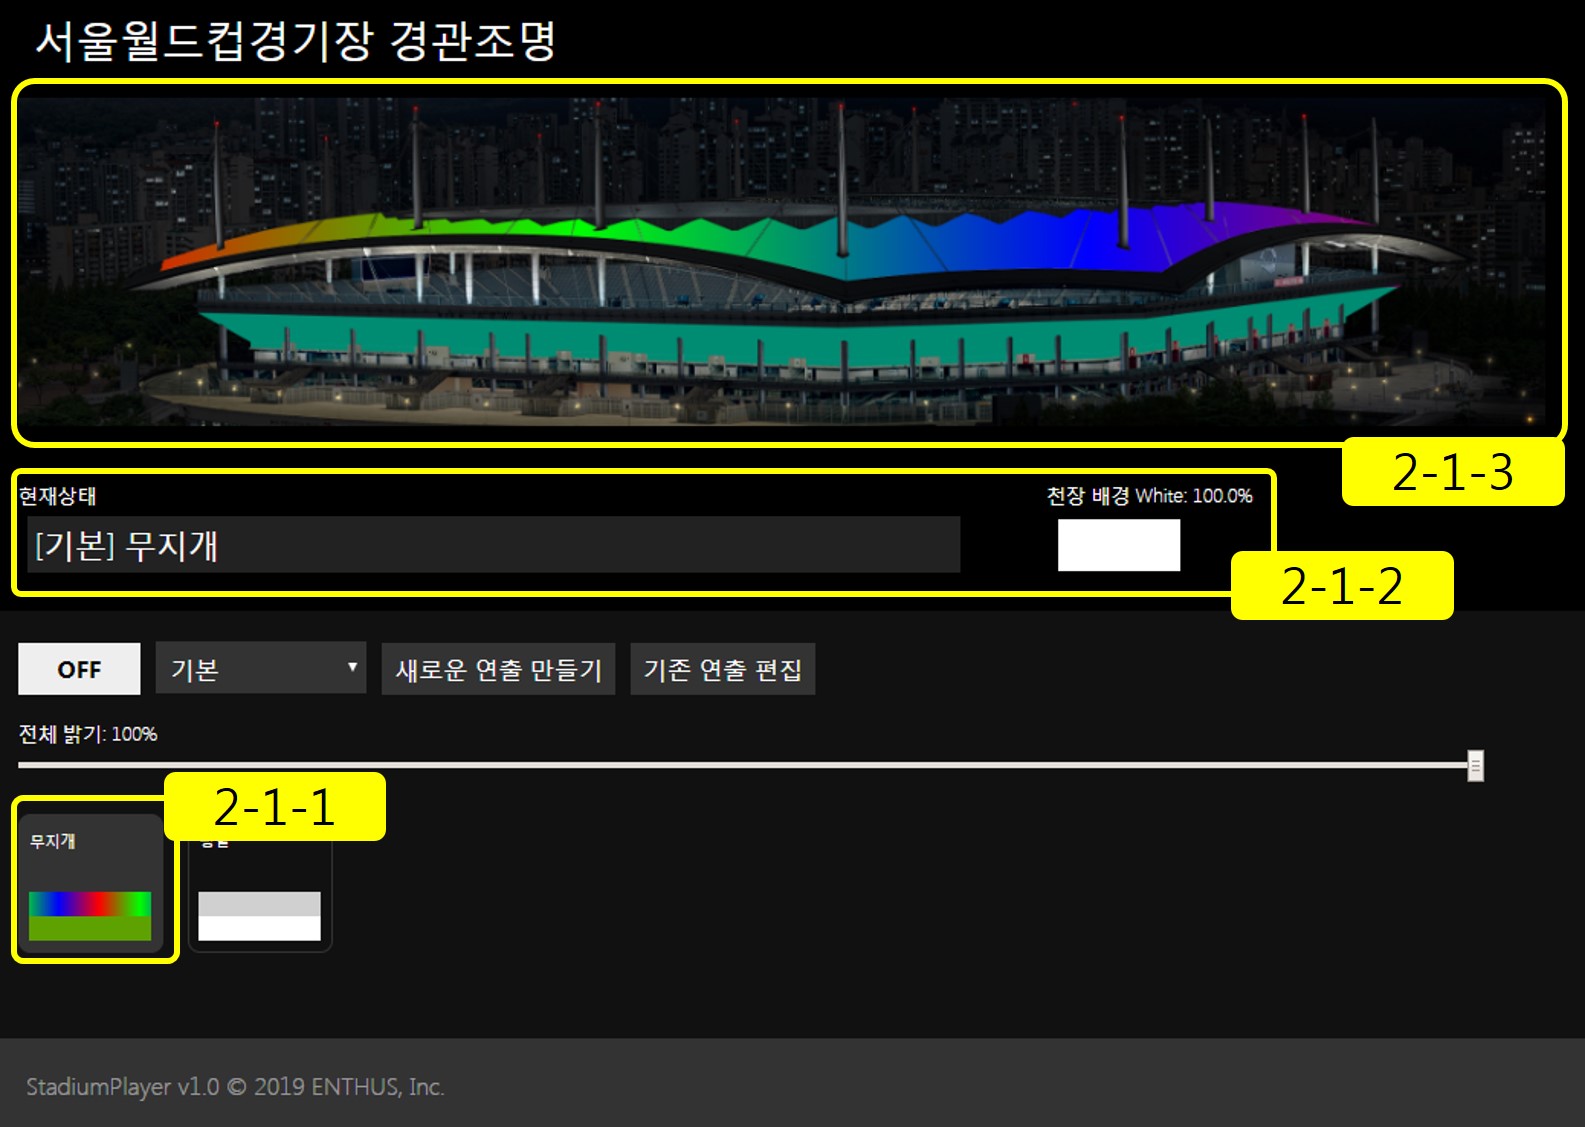 서울월드컵경기장 경관조명
2-1-3
현재상태
천장 배경 White: 100.0%
[기본] 무지개
2-1-2
OFF
기본
새로운 연출 만들기
기존 연출 편집
전체 밝기: 100%
2-1-1
무지개
StadiumPlayer v1.0 © 2019 ENTHUS, Inc.